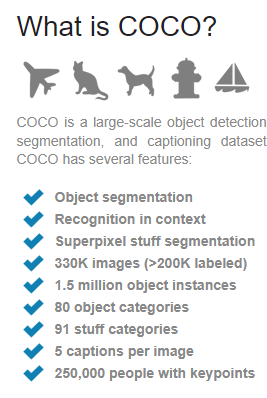 What is COCO?
COCO is a large-scale object detection
segmentation, and captioning dataset
COCO has several features:
Object segmentation
Recognition in context
Superpixel stuff segmentation
330K images (>200K labeled)
1.5 million object instances
80 object categories
91 stuff categories
5 captions per image
250,000 people with keypoints